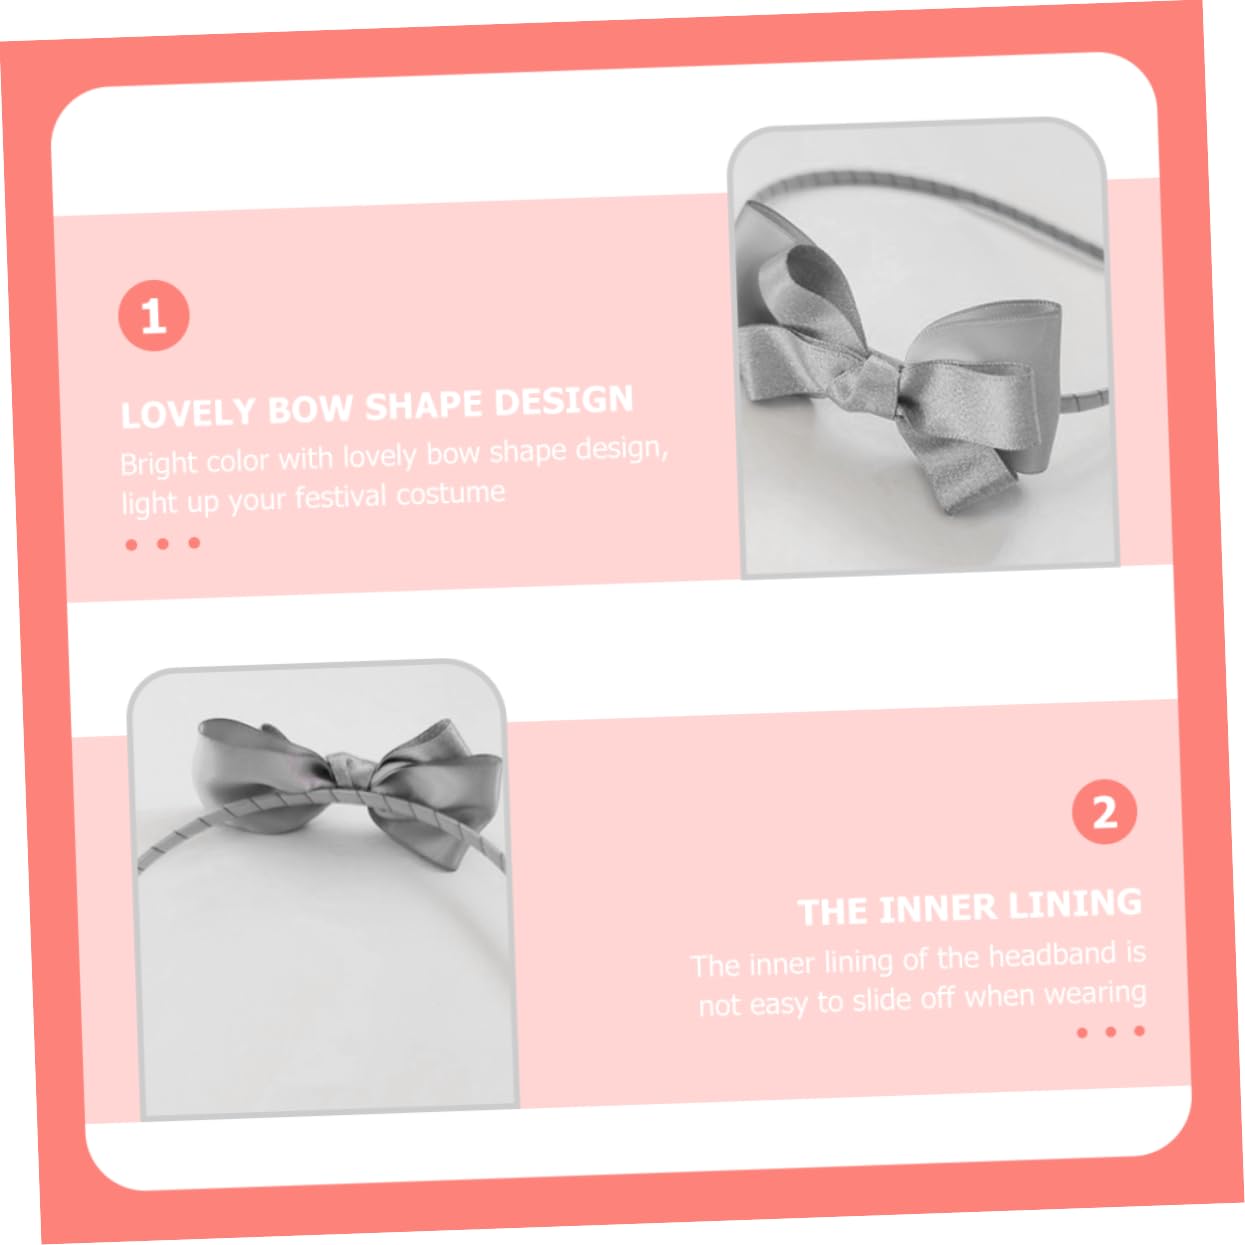 1
LOVELY BOW SHAPE DESIGN
Bright color with lovely bow shape design,
light up your festival costume
2
THE INNER LINING
The inner lining of the headband is
not easy to slide off when wearing